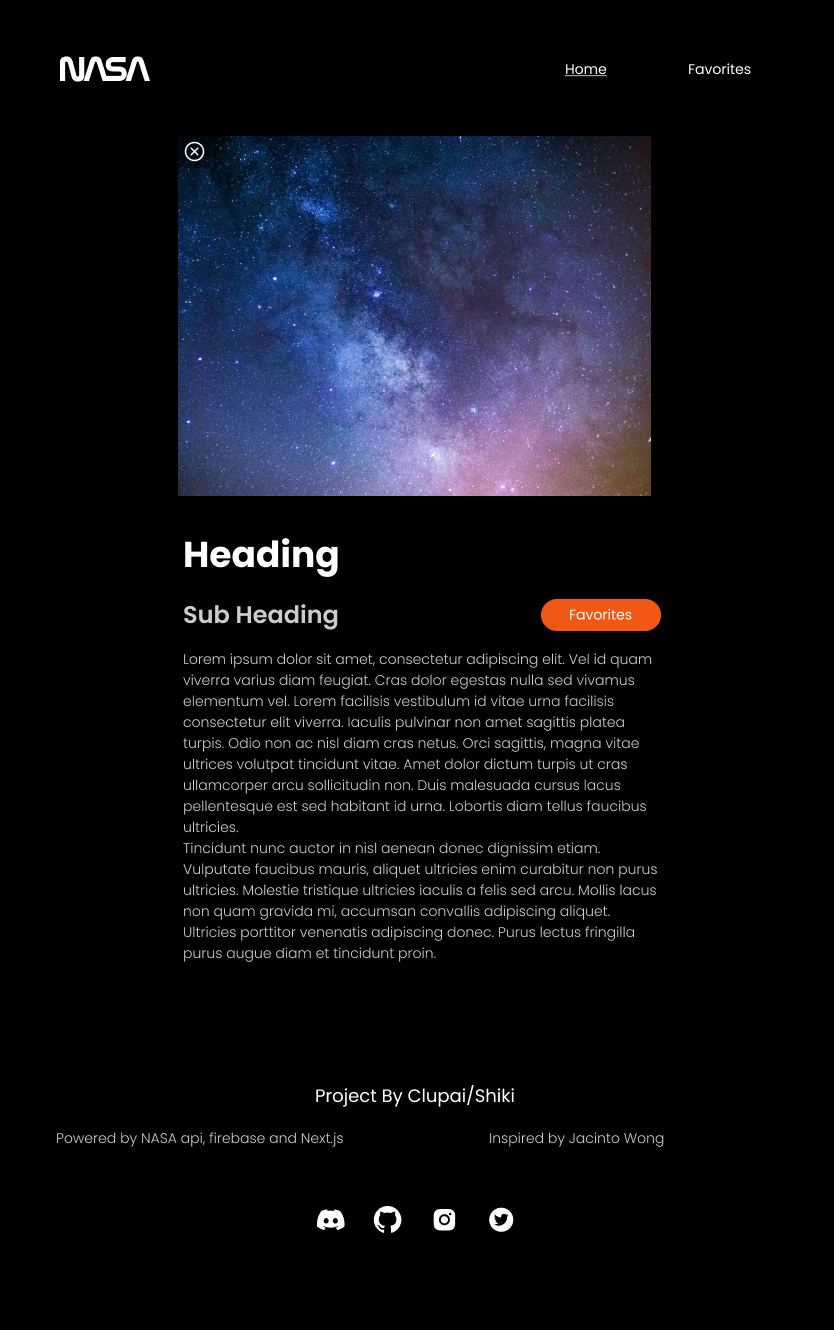 NASA
Home
Favorites
Heading
Sub Heading
Favorites
Lorem ipsum dolor sit amet, consectetur adipiscing elit. Vel id quam
viverra varius diam feugiat. Cras dolor egestas nulla sed vivamus
elementum vel. Lorem facilisis vestibulum id vitae urna facilisis
consectetur elit viverra. Iaculis pulvinar non amet sagittis platea
turpis. Odio non ac nisl diam cras netus. Orci sagittis, magna vitae
ultrices volutpat tincidunt vitae. Amet dolor dictum turpis ut cras
ullamcorper arcu sollicitudin non. Duis malesuada cursus lacus
pellentesque est sed habitant id urna. Lobortis diam tellus faucibus
ultricies.
Tincidunt nunc auctor in nisl aenean donec dignissim etiam.
Vulputate faucibus mauris, aliquet ultricies enim curabitur non purus
ultricies. Molestie tristique ultricies iaculis a felis sed arcu. Mollis lacus
non quam gravida mi, accumsan convallis adipiscing aliquet.
Ultricies porttitor venenatis adipiscing donec. Purus lectus fringilla
purus augue diam et tincidunt proin.
Project By Clupai/Shiki
Powered by NASA api, firebase and Next.js
Inspired by Jacinto Wong